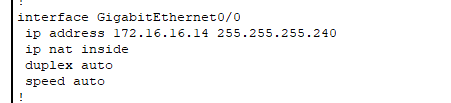 !
interface GigabitEthernet0/0
ip address 172.16.16.14 255.255.255.240
ip nat inside
duplex auto
speed auto
!